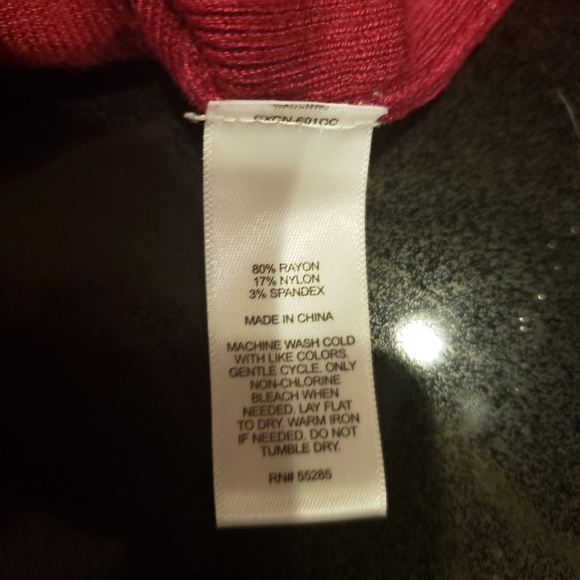 80% RAYON
17% NYLON
3% SPANDEX
MADE IN CHINA
MACHINE WASH COLD
WITH LIKE COLORS.
GENTLE CYCLE. ONLY
NON-CHLORINE
BLEACH WHEN
NEEDED. LAY FLAT
TO DRY. WARM IRON
IF NEEDED. DO NOT
TUMBLE DRY.
RN# 55285